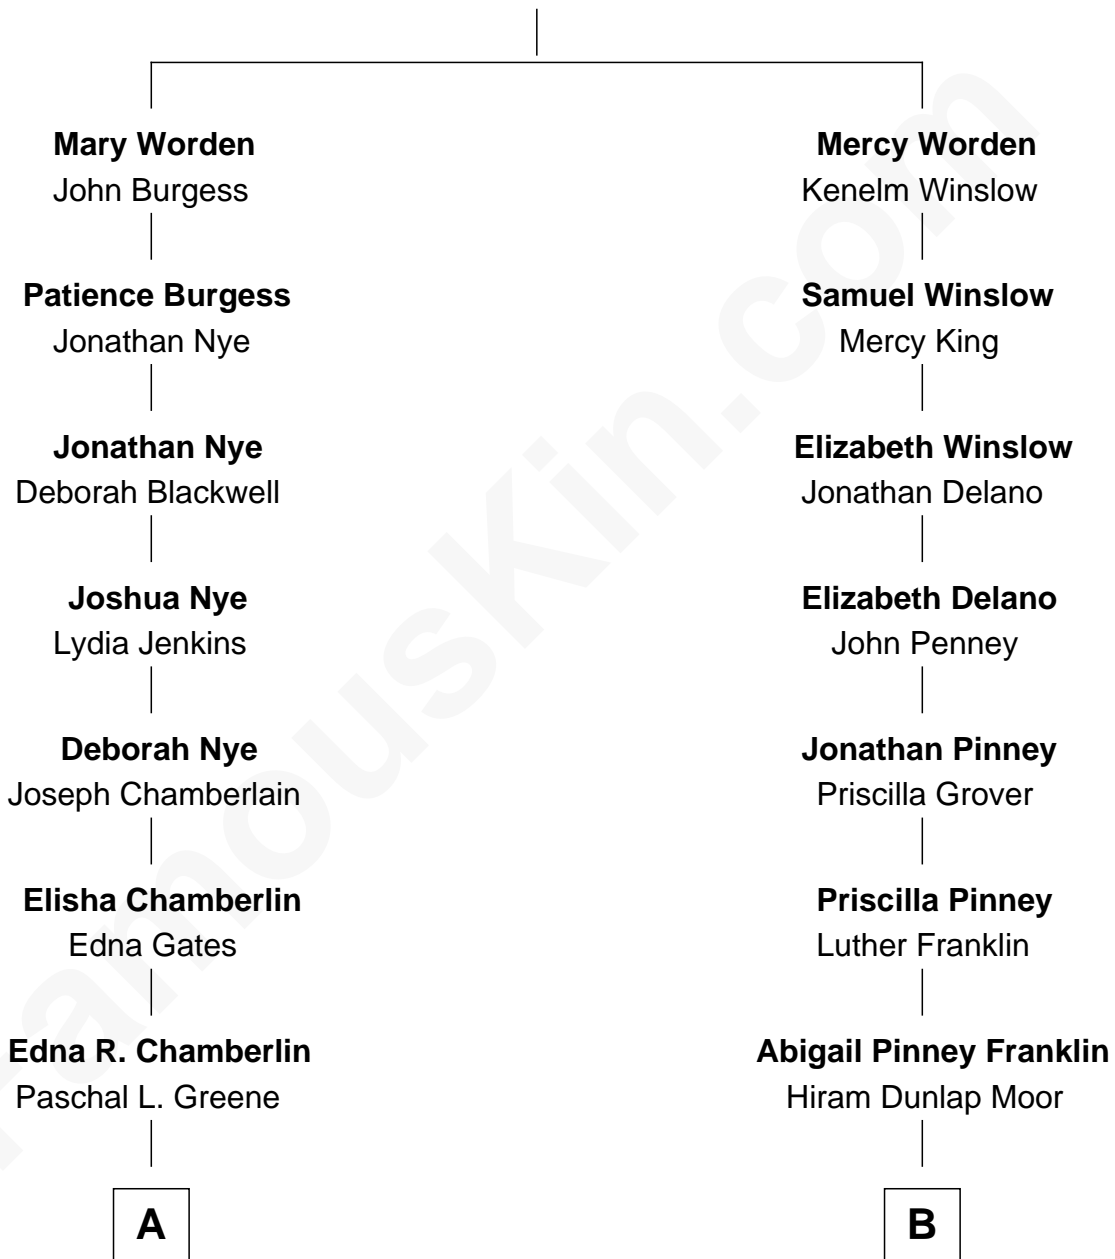 Mary Worden
John Burgess
Patience Burgess
Jonathan Nye
Jonathan Nye
Deborah Blackwell
Joshua Nye
Lydia Jenkins
Deborah Nye
Joseph Chamberlain
Elisha Chamberlin
Edna Gates
Edna R. Chamberlin
Paschal L. Greene
A
Mercy Worden
Kenelm Winslow
Samuel Winslow
Mercy King
Elizabeth Winslow
Jonathan Delano
Elizabeth Delano
John Penney
Jonathan Pinney
Priscilla Grover
Priscilla Pinney
Luther Franklin
Abigail Pinney Franklin
Hiram Dunlap Moor
B
FamousKin.com